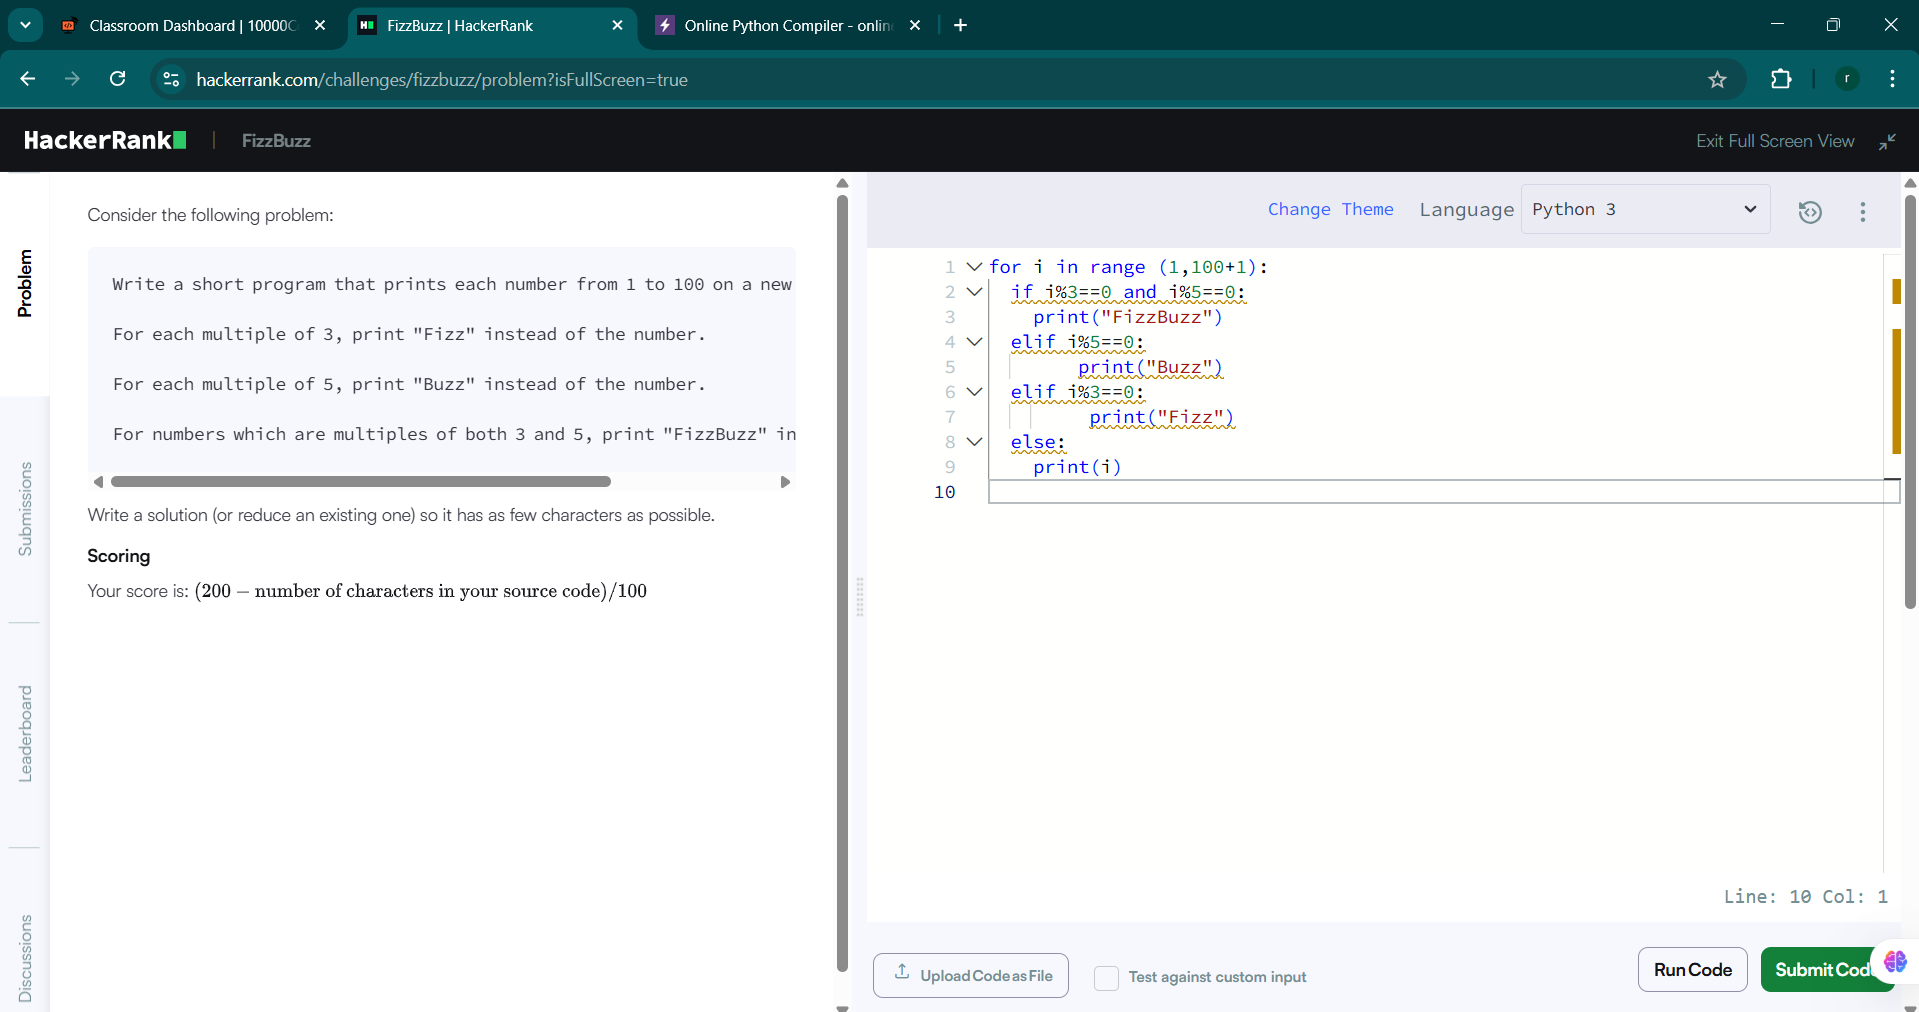 Classroom Dashboard | 10000C
FizzBuzz | HackerRank
Online Python Compiler - onlin
hackerrank.com/challenges/fizzbuzz/problem?isFullScreen=true
r
HackerRank
FizzBuzz
Exit Full Screen View
Problem
Submissions
Leaderboard
Discussions
Consider the following problem:
Write a short program that prints each number from 1 to 100 on a new
For each multiple of 3, print "Fizz" instead of the number.
For each multiple of 5, print "Buzz" instead of the number.
For numbers which are multiples of both 3 and 5, print "FizzBuzz" in
Write a solution (or reduce an existing one) so it has as few characters as possible.
Scoring
Your score is: (200 − number of characters in your source code)/100
Change Theme Language Python 3
1 for i in range (1,100+1):
2 if i%3==0 and i%5==0:
3 print("FizzBuzz")
4 elif i%5==0:
5 print("Buzz")
6 elif i%3==0:
7 print("Fizz")
8 else:
9 print(i)
10
Line: 10 Col: 1
Upload Code as File
Test against custom input
Run Code
Submit Cod